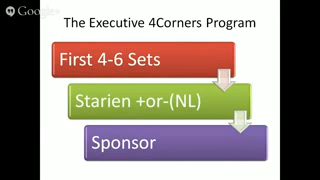 Google+
The Executive 4Corners Program
First 4-6 Sets
Starien +or-(NL)
Sponsor